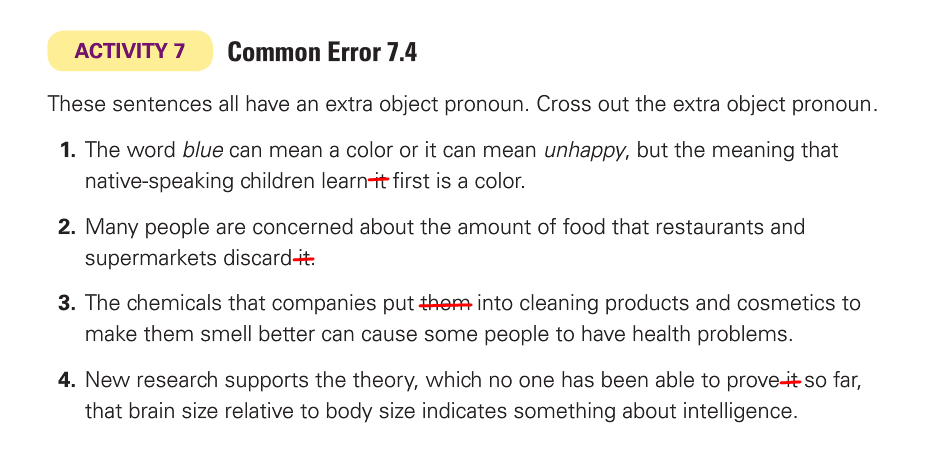 ACTIVITY 7 Common Error 7.4
These sentences all have an extra object pronoun. Cross out the extra object pronoun.
1. The word blue can mean a color or it can mean unhappy, but the meaning that
native-speaking children learn it first is a color.
2. Many people are concerned about the amount of food that restaurants and
supermarkets discard it.
3. The chemicals that companies put them into cleaning products and cosmetics to
make them smell better can cause some people to have health problems.
4. New research supports the theory, which no one has been able to prove it so far,
that brain size relative to body size indicates something about intelligence.